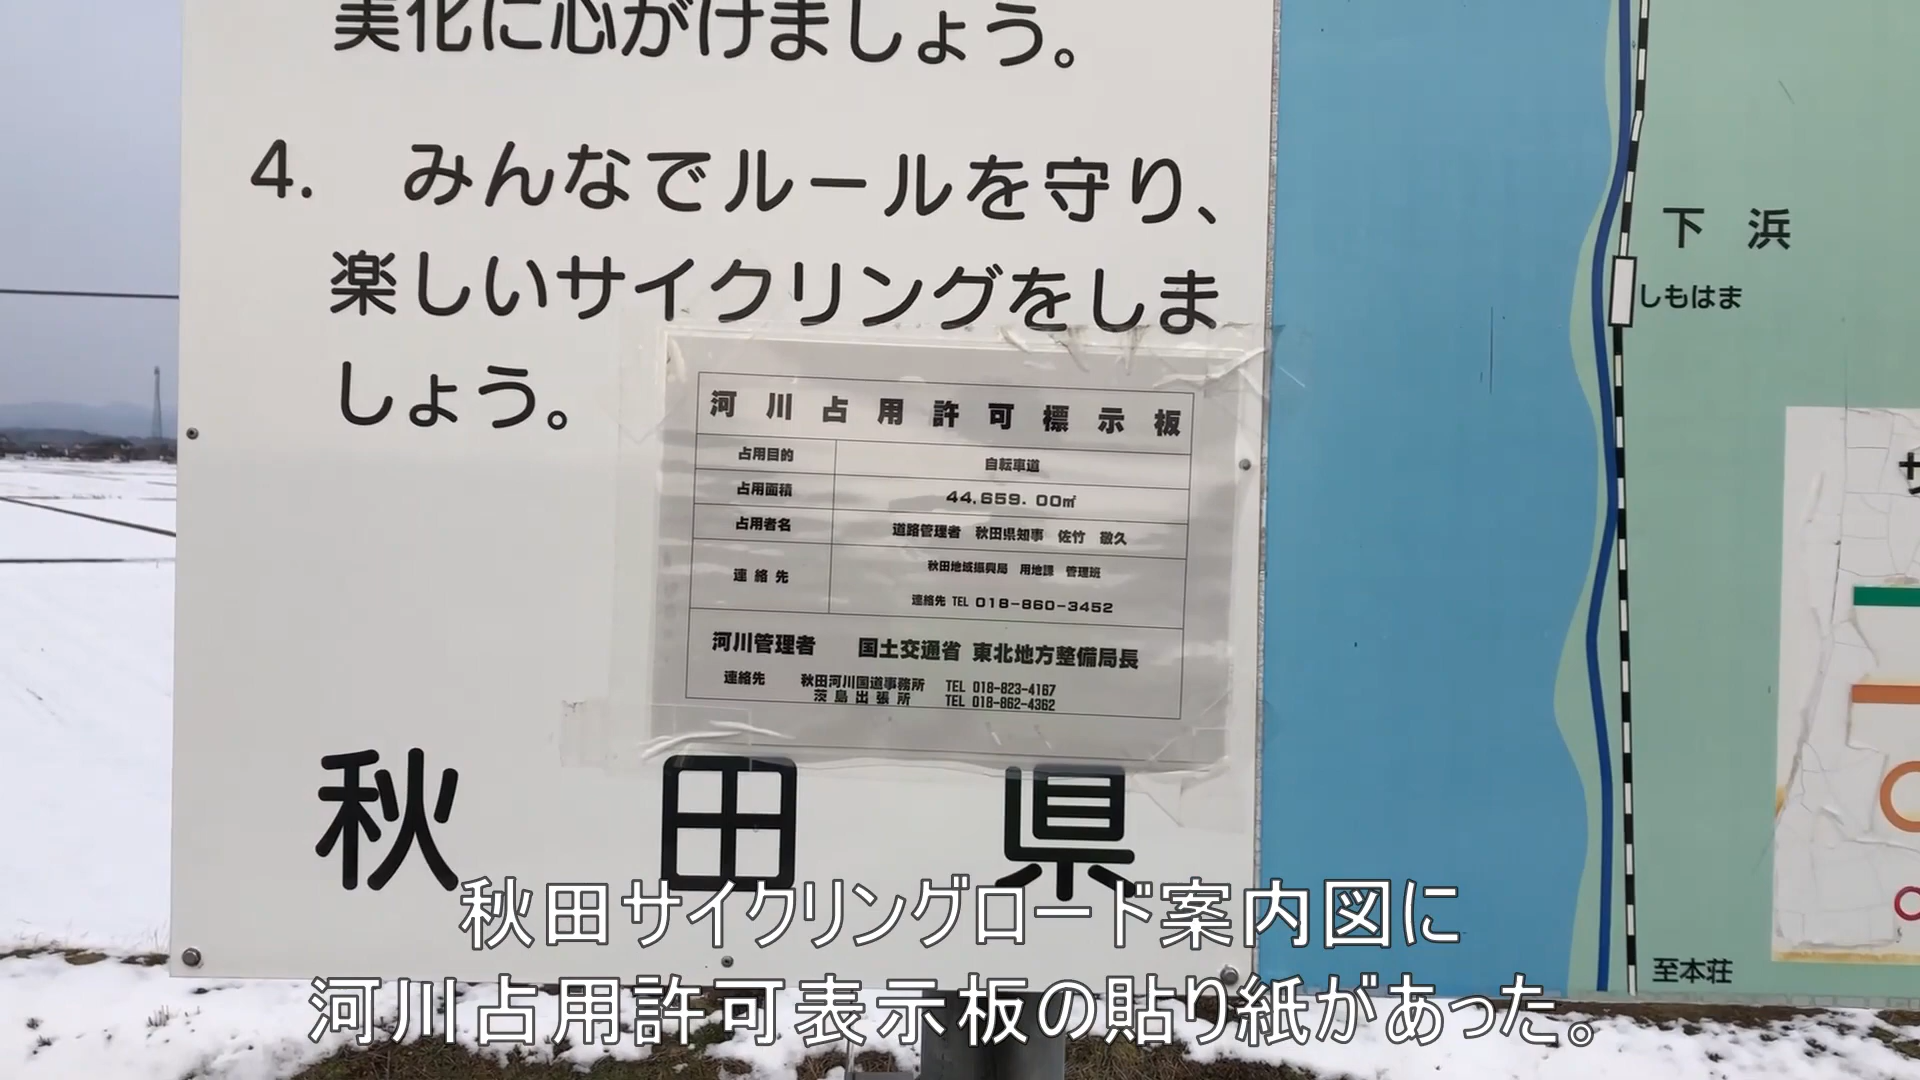 美化に心がけましょう。
4. みんなでルールを守り、
楽しいサイクリングをしま
しょう。
河川占用許可標示板
占用目的 自転車道
占用面積 44,659.00㎡
占用者名 道路管理者 秋田県知事 佐竹 敬久
連絡先 秋田地域振興局 用地課 管理班
連絡先 TEL 018-860-3452
河川管理者 国土交通省 東北地方整備局長
連絡先 秋田河川国道事務所 TEL 018-823-4167
茨島出張所 TEL 018-862-4362
秋田県
下浜
しもはま
サ
至本荘
秋田サイクリングロード案内図に
河川占用許可表示板の貼り紙があった。